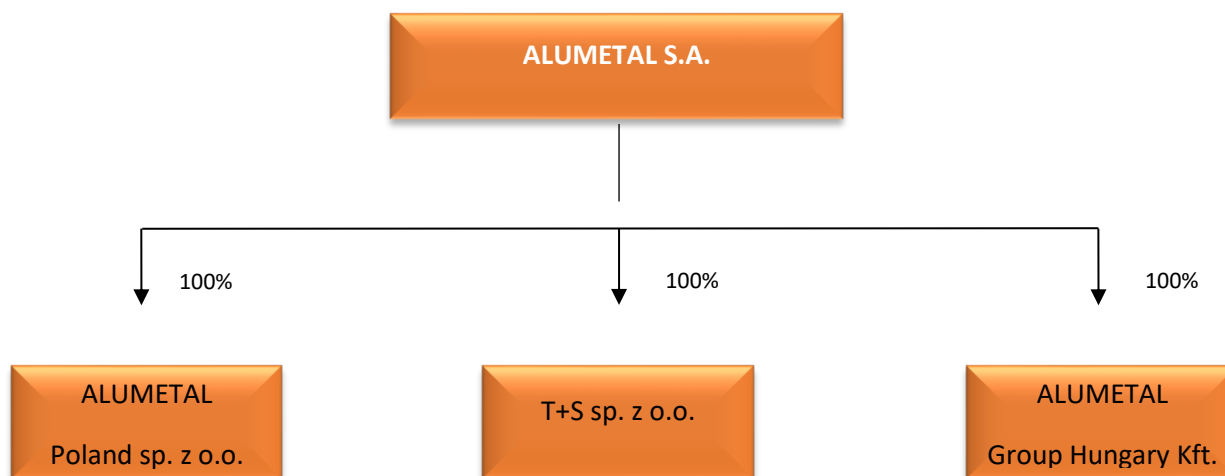 ALUMETAL S.A.
100%
100%
100%
ALUMETAL
Poland sp. z o.o.
T+S sp. z o.o.
ALUMETAL
Group Hungary Kft.